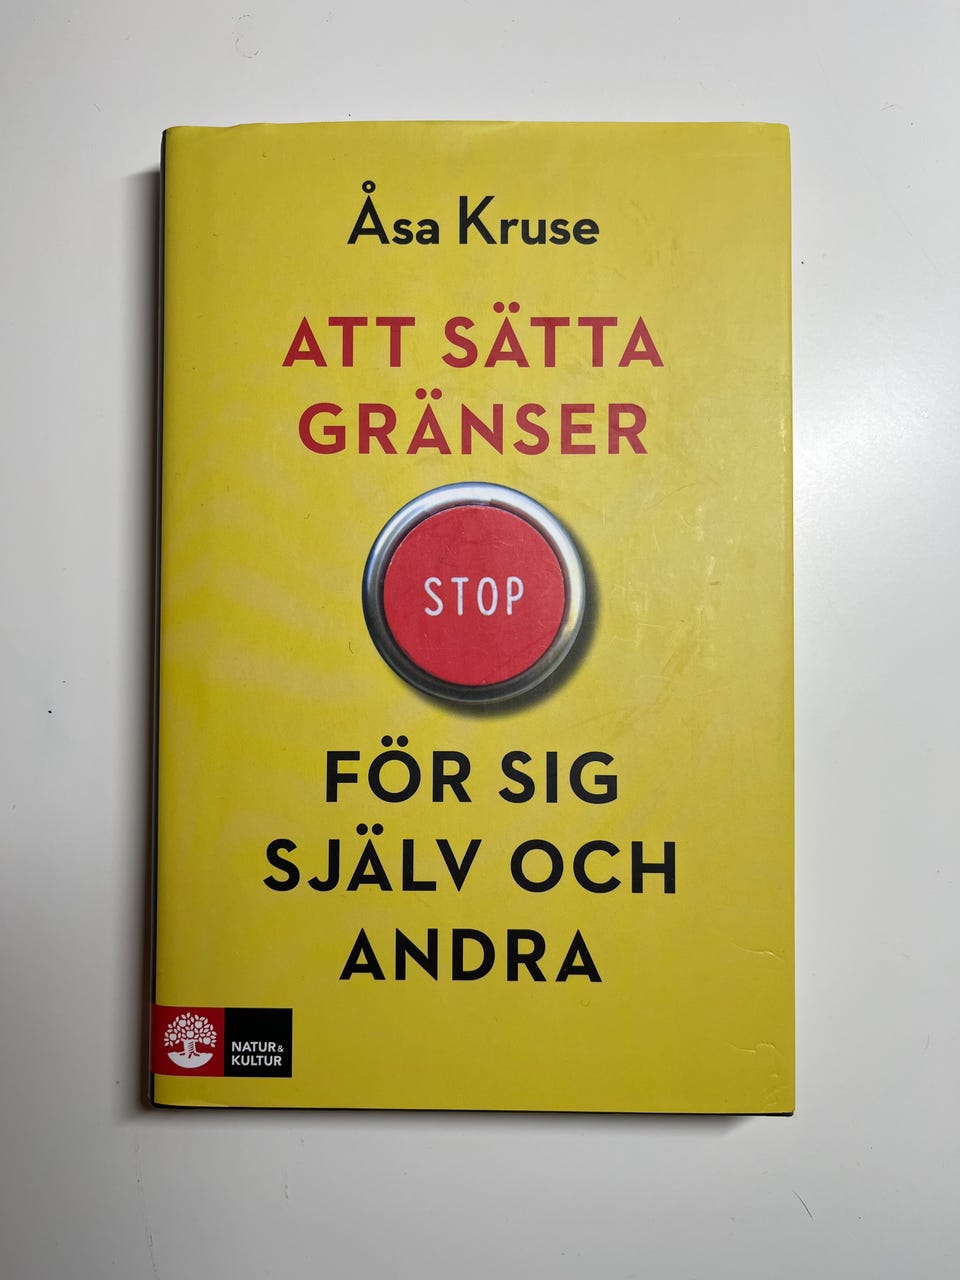 Åsa Kruse
ATT SÄTTA
GRÄNSER
STOP
FÖR SIG
SJÄLV OCH
ANDRA
NATUR &
KULTUR